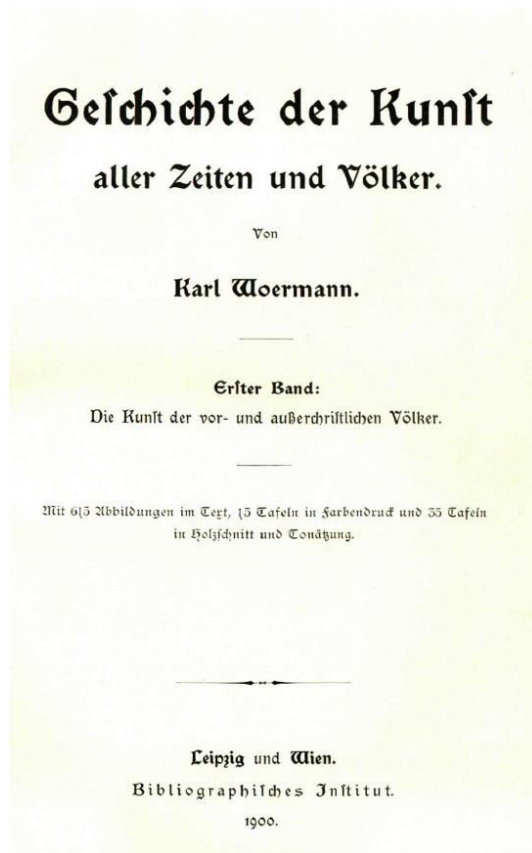 Geſchichte der Kunſt
aller Zeiten und Völker.
Von
Karl Woermann.
Erſter Band:
Die Kunſt der vor- und außerchriſtlichen Völker.
Mit 615 Abbildungen im Text, 15 Tafeln in Farbendruck und 35 Tafeln
in Holzſchnitt und Tonätzung.
Leipzig und Wien.
Bibliographiſches Inſtitut.
1900.